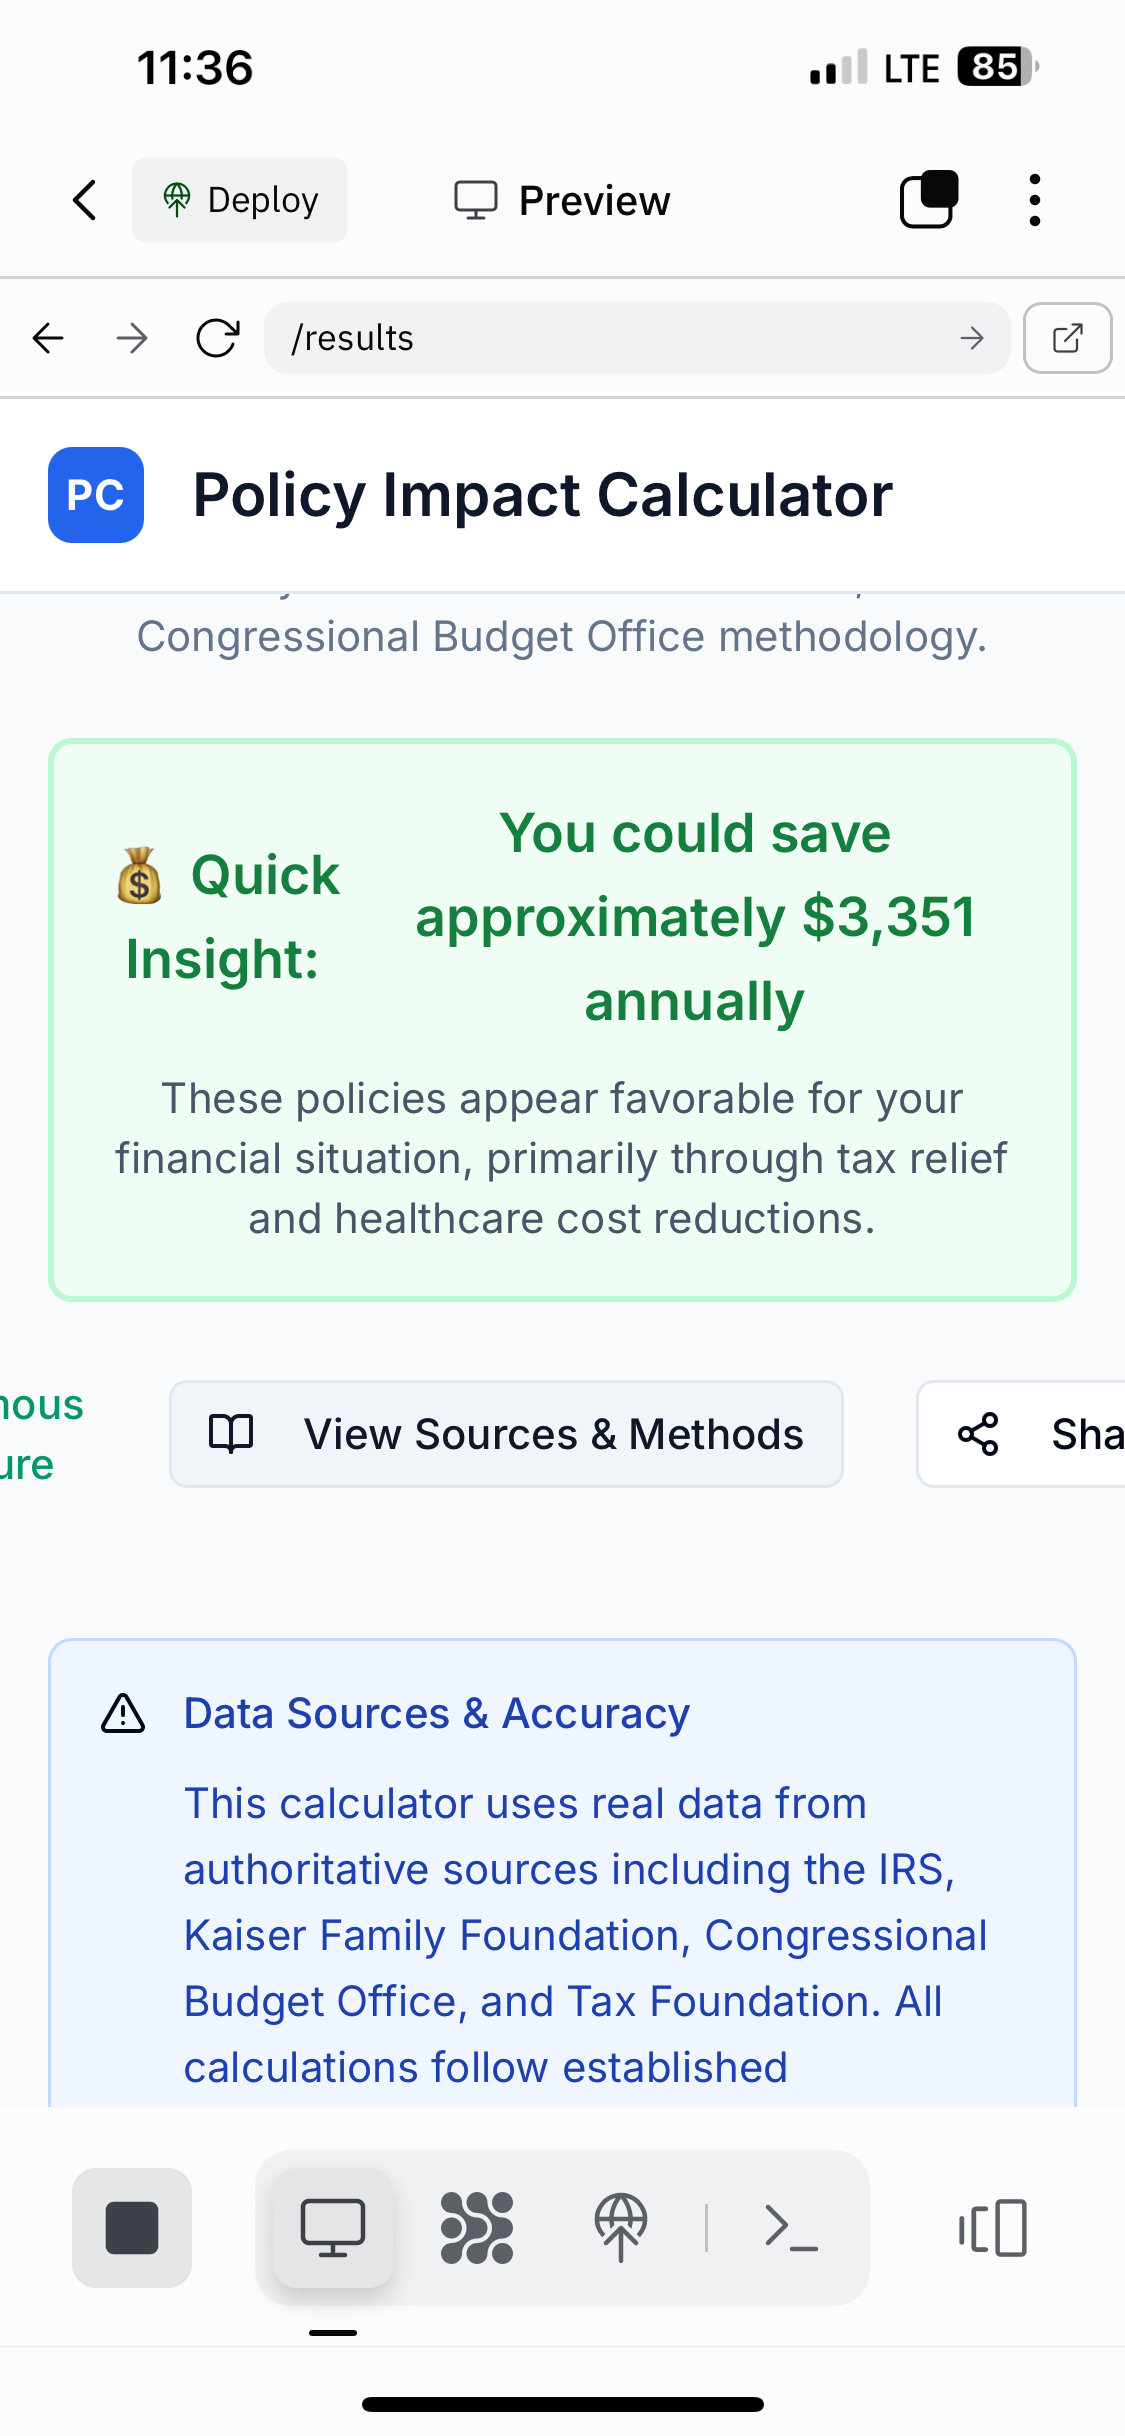 11:36
LTE 85
Deploy
Preview
/results
PC Policy Impact Calculator
Congressional Budget Office methodology.
Quick
Insight:
You could save
approximately $3,351
annually
These policies appear favorable for your
financial situation, primarily through tax relief
and healthcare cost reductions.
nous
ure
View Sources & Methods
Sha
Data Sources & Accuracy
This calculator uses real data from
authoritative sources including the IRS,
Kaiser Family Foundation, Congressional
Budget Office, and Tax Foundation. All
calculations follow established